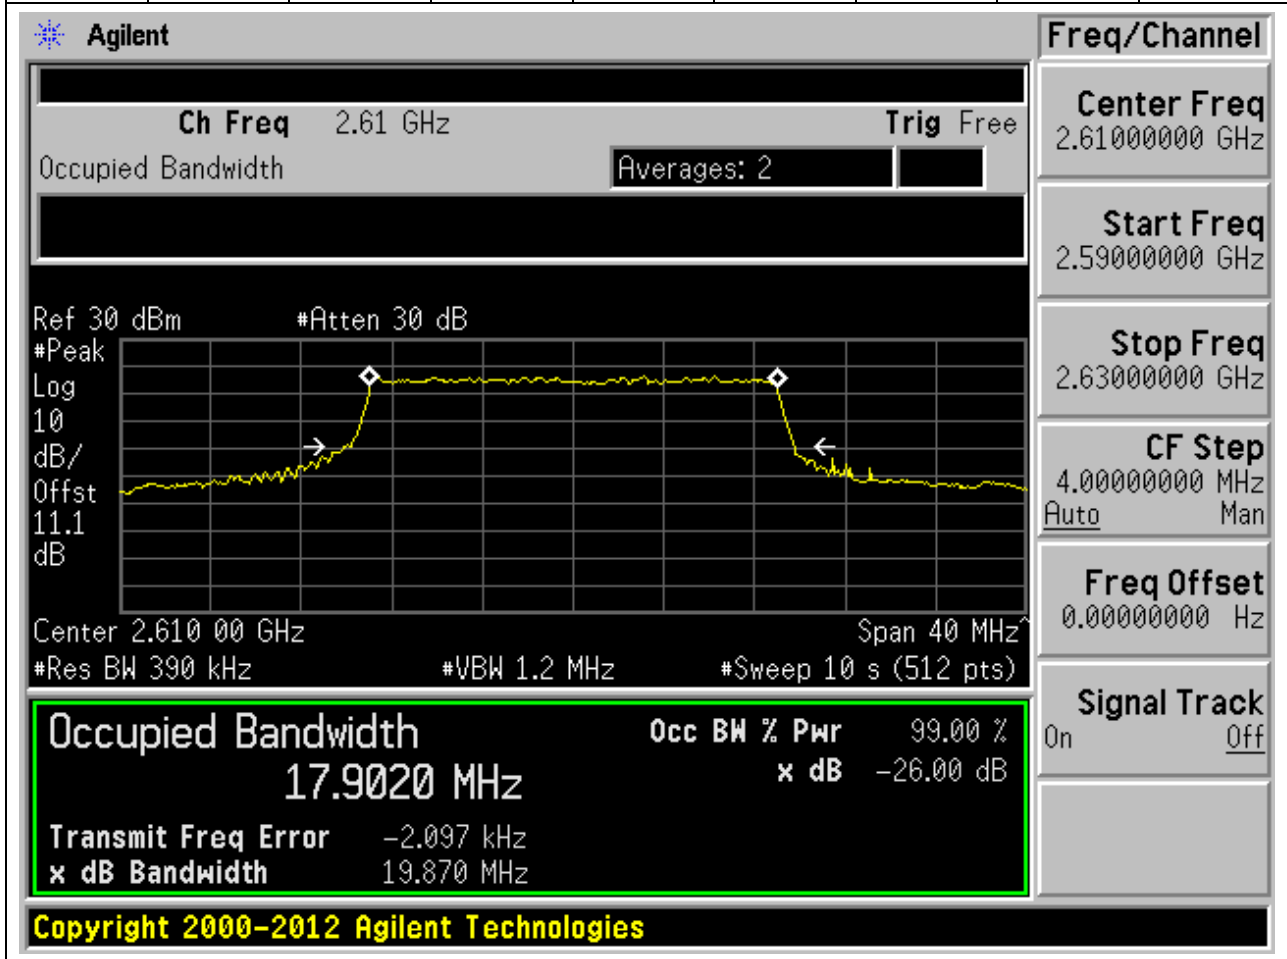 Agilent
Freq/Channel
Ch Freq 2.61 GHz Trig Free
Occupied Bandwidth Averages: 2
Center Freq
2.61000000 GHz
Start Freq
2.59000000 GHz
Stop Freq
2.63000000 GHz
CF Step
4.00000000 MHz
Auto Man
Freq Offset
0.00000000 Hz
Signal Track
On Off
Ref 30 dBm #Atten 30 dB
#Peak
Log
10
dB/
Offst
11.1
dB
Center 2.610 00 GHz Span 40 MHz^
#Res BW 390 kHz #VBW 1.2 MHz #Sweep 10 s (512 pts)
Occupied Bandwidth Occ BW % Pwr 99.00 %
17.9020 MHz x dB -26.00 dB
Transmit Freq Error -2.097 kHz
x dB Bandwidth 19.870 MHz
Copyright 2000-2012 Agilent Technologies